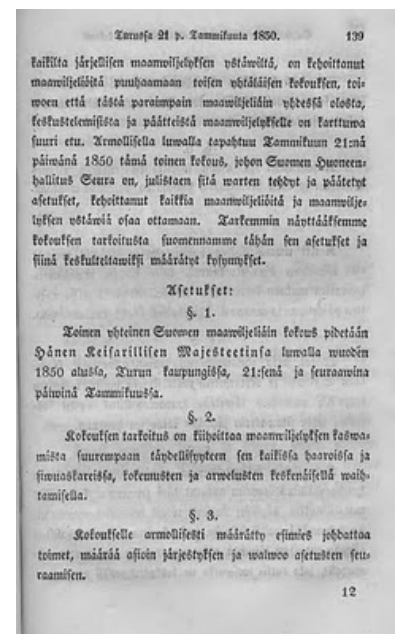 Turussa 21 p. Tammikuuta 1850. 139
kaikilta järjellisen maanwiljelyksen ystäwiltä, on kehoittanut
maanwiljeliöitä puuhaamaan toisen yhtäläisen kokouksen, toi-
woen että tästä paraimpain maawiljeliäin yhdessä olosta,
keskustelemisista ja päätteistä maanwiljelykselle on karttuwa
suuri etu. Armollisella luwalla tapahtuu Tammikuun 21:nä
päiwänä 1850 tämä toinen kokous, johon Suomen Huoneen-
hallitus Seura on, julistaen sitä warten tehdyt ja päätetyt
asetukset, kehoittanut kaikkia maanwiljeliöitä ja maanwilje-
lyksen ystäwiä osaa ottamaan. Tarkemmin näyttääksemme
kokouksen tarkoitusta suomennamme tähän sen asetukset ja
siinä keskulteltawiksi määrätyt kysymykset.
Asetukset:
§. 1.
Toinen yhteinen Suomen maawiljeliäin kokous pidetään
Hänen Keisarillisen Majesteetinsa luwalla wuoden
1850 alussa, Turun kaupungissa, 21:senä ja seuraawina
päiwinä Tammikuussa.
§. 2.
Kokouksen tarkoitus on kiihoittaa maanwiljelyksen kaswa-
mista suurempaan täydellisyyteen sen kaikissa haaroissa ja
siwuaskareissa, kokemusten ja arwelusten keskenäisellä waih-
tamisella.
§. 3.
Kokoukselle armollisesti määrätty esimies johdattaa
toimet, määrää asioin järjestyksen ja walwoo asetusten seu-
raamisen.
12